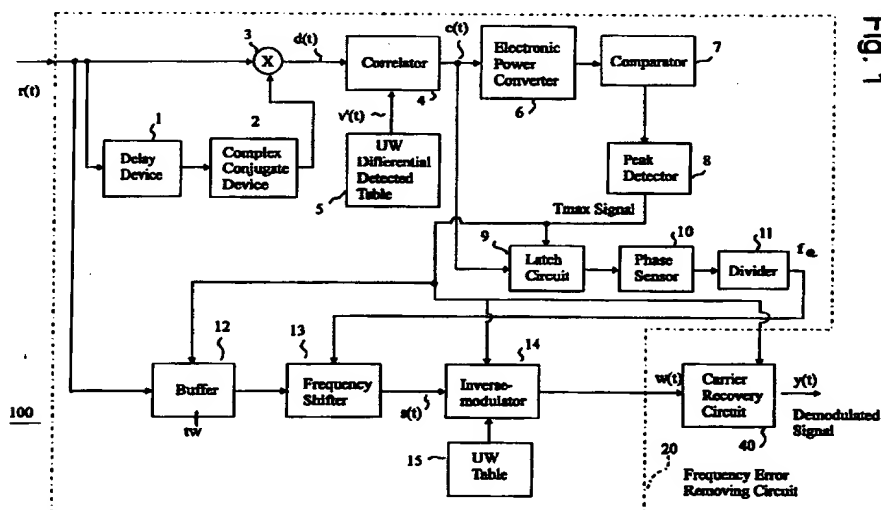 Fig. 1
r(t)
3
X
d(t)
Correlator
4
c(t)
Electronic
Power
Converter
6
7
Comparator
1
Delay
Device
2
Complex
Conjugate
Device
v'(t)
UW
Differential
Detected
Table
5
Peak
Detector
8
Tmax Signal
9
Latch
Circuit
10
Phase
Sensor
11
Divider
fe
12
Buffer
tw
13
Frequency
Shifter
s(t)
14
Inverse-
modulator
15
UW
Table
w(t)
Carrier
Recovery
Circuit
40
y(t)
Demodulated
Signal
100
20
Frequency Error
Removing Circuit